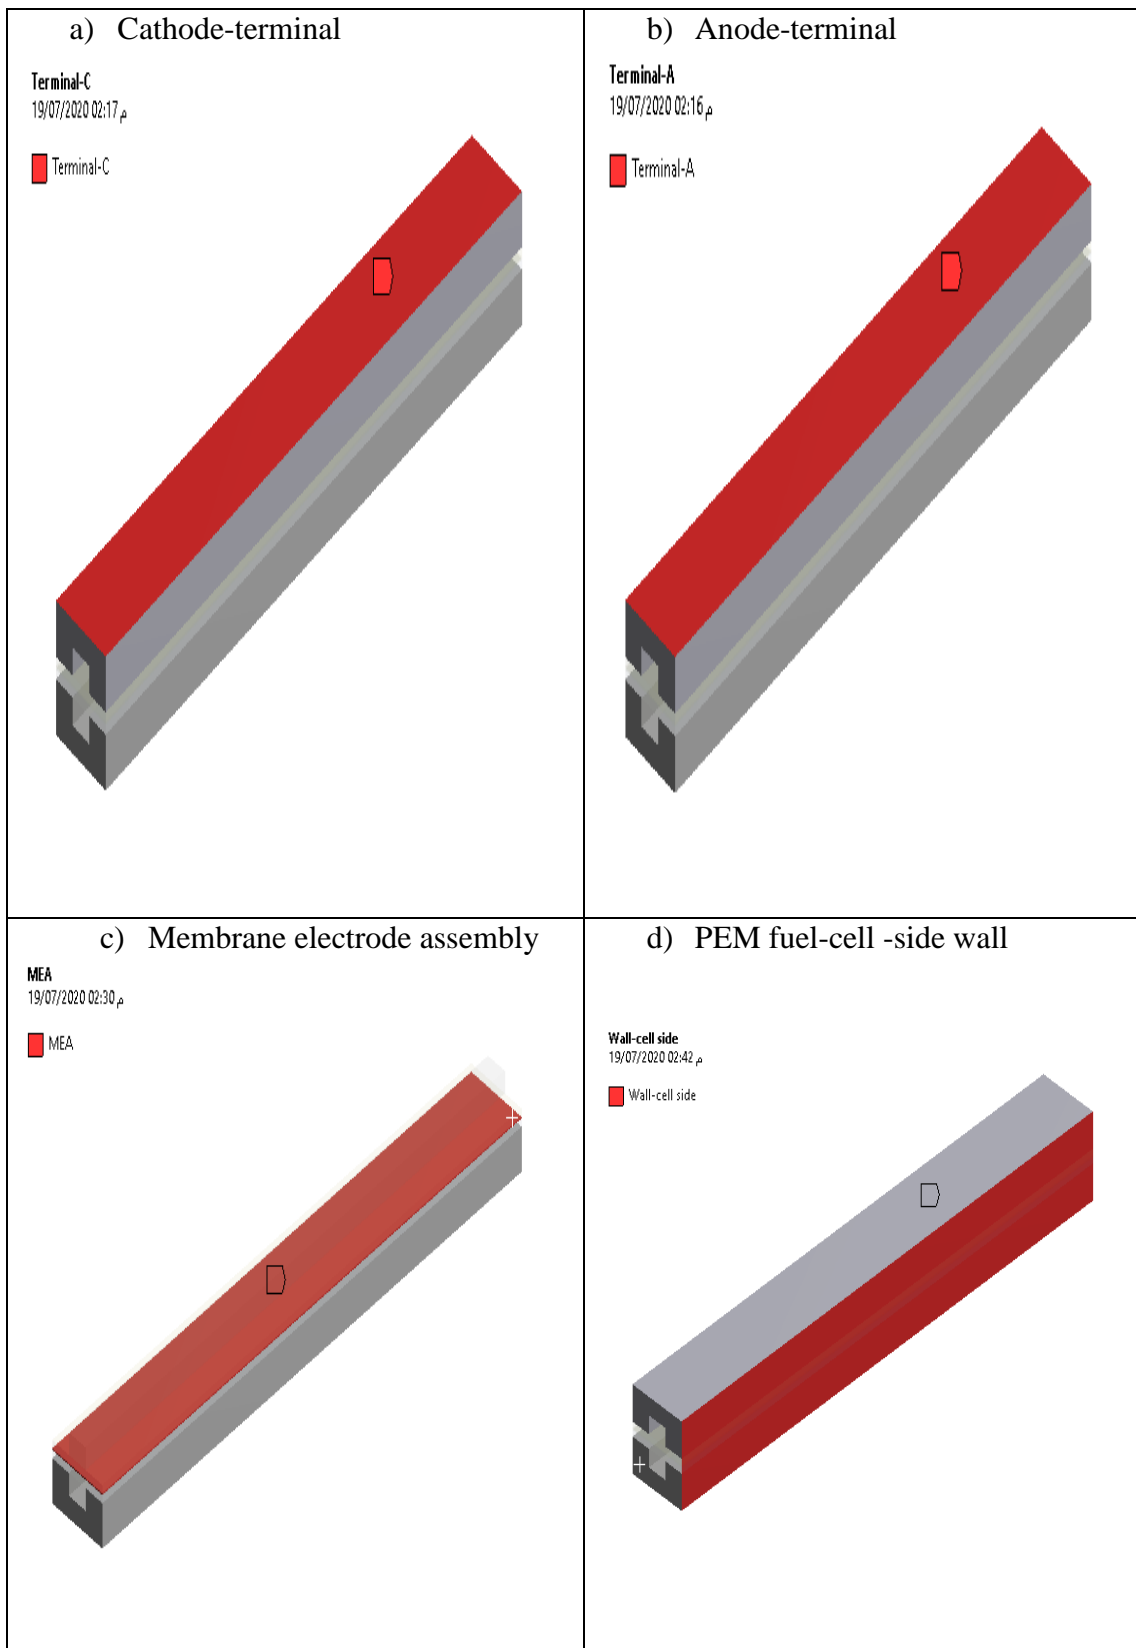 a) Cathode-terminal
Terminal-C
19/07/2020 02:17 م
Terminal-C
b) Anode-terminal
Terminal-A
19/07/2020 02:16 م
Terminal-A
c) Membrane electrode assembly
MEA
19/07/2020 02:30 م
MEA
d) PEM fuel-cell -side wall
Wall-cell side
19/07/2020 02:42 م
Wall-cell side